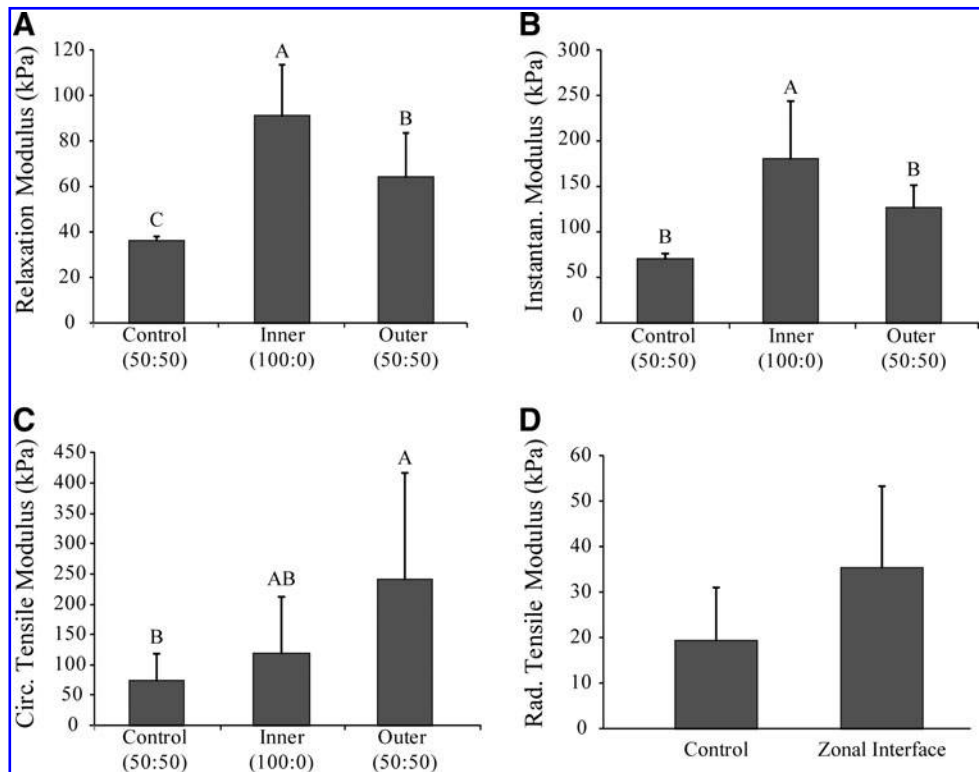 A
Relaxation Modulus (kPa)
120
100
80
60
40
20
0
C
A
B
Control
(50:50)
Inner
(100:0)
Outer
(50:50)
B
Instantan. Modulus (kPa)
300
250
200
150
100
50
0
B
A
B
Control
(50:50)
Inner
(100:0)
Outer
(50:50)
C
Circ. Tensile Modulus (kPa)
450
400
350
300
250
200
150
100
50
0
B
AB
A
Control
(50:50)
Inner
(100:0)
Outer
(50:50)
D
Rad. Tensile Modulus (kPa)
60
50
40
30
20
10
0
Control
Zonal Interface